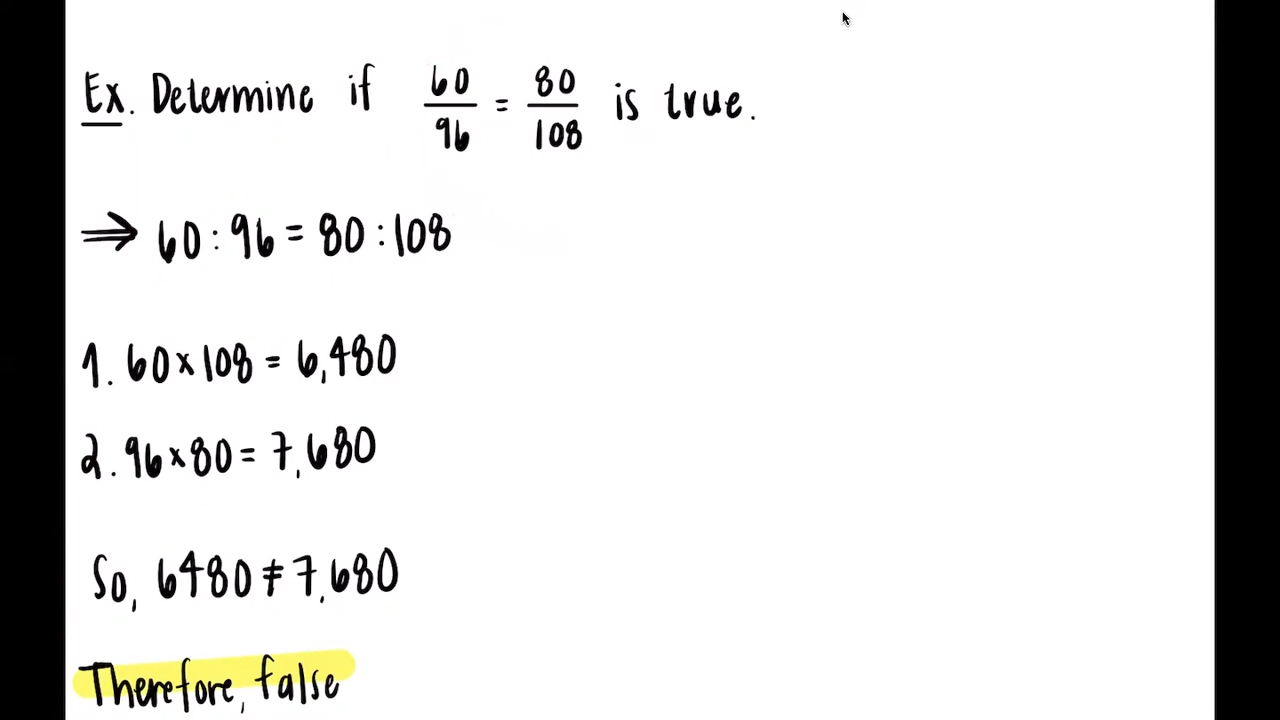 Ex. Determine if 60/96 = 80/108 is true.
⇒ 60 : 96 = 80 : 108
1. 60 × 108 = 6,480
2. 96 × 80 = 7,680
So, 6480 ≠ 7,680
Therefore, false